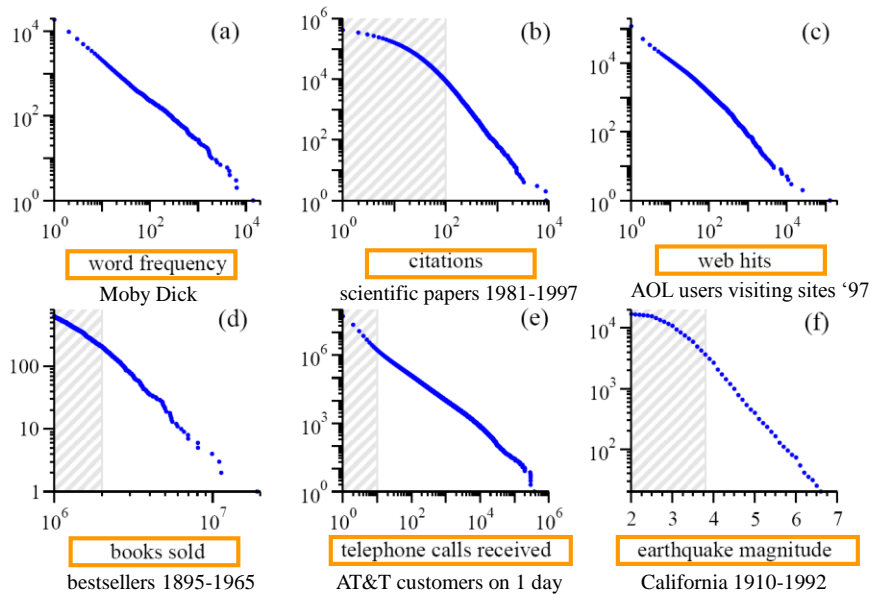 (a)
10^4
10^2
10^0
10^0 10^2 10^4
word frequency
Moby Dick
(b)
10^6
10^4
10^2
10^0
10^0 10^2 10^4
citations
scientific papers 1981-1997
(c)
10^4
10^2
10^0
10^0 10^2 10^4
web hits
AOL users visiting sites ‘97
(d)
100
10
1
10^6 10^7
books sold
bestsellers 1895-1965
(e)
10^6
10^3
10^0
10^0 10^2 10^4 10^6
telephone calls received
AT&T customers on 1 day
(f)
10^4
10^3
10^2
2 3 4 5 6 7
earthquake magnitude
California 1910-1992